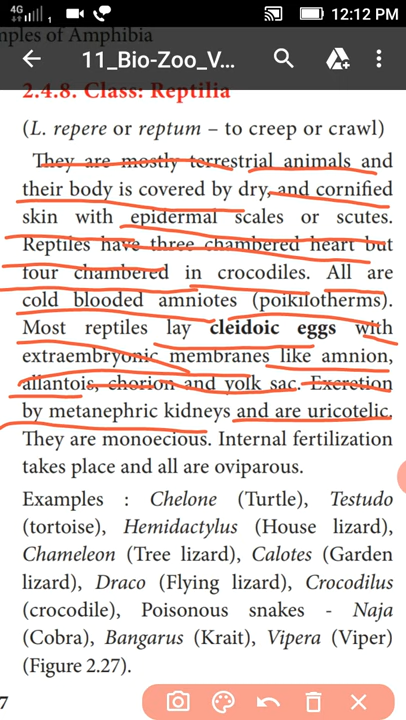 4G
1
12:12 PM
mples of Amphibia
11_Bio-Zoo_V...
2.4.8. Class: Reptilia
(L. repere or reptum – to creep or crawl)
They are mostly terrestrial animals and
their body is covered by dry, and cornified
skin with epidermal scales or scutes.
Reptiles have three chambered heart but
four chambered in crocodiles. All are
cold blooded amniotes (poikilotherms).
Most reptiles lay cleidoic eggs with
extraembryonic membranes like amnion,
allantois, chorion and yolk sac. Excretion
by metanephric kidneys and are uricotelic.
They are monoecious. Internal fertilization
takes place and all are oviparous.
Examples : Chelone (Turtle), Testudo
(tortoise), Hemidactylus (House lizard),
Chameleon (Tree lizard), Calotes (Garden
lizard), Draco (Flying lizard), Crocodilus
(crocodile), Poisonous snakes - Naja
(Cobra), Bangarus (Krait), Vipera (Viper)
(Figure 2.27).
7